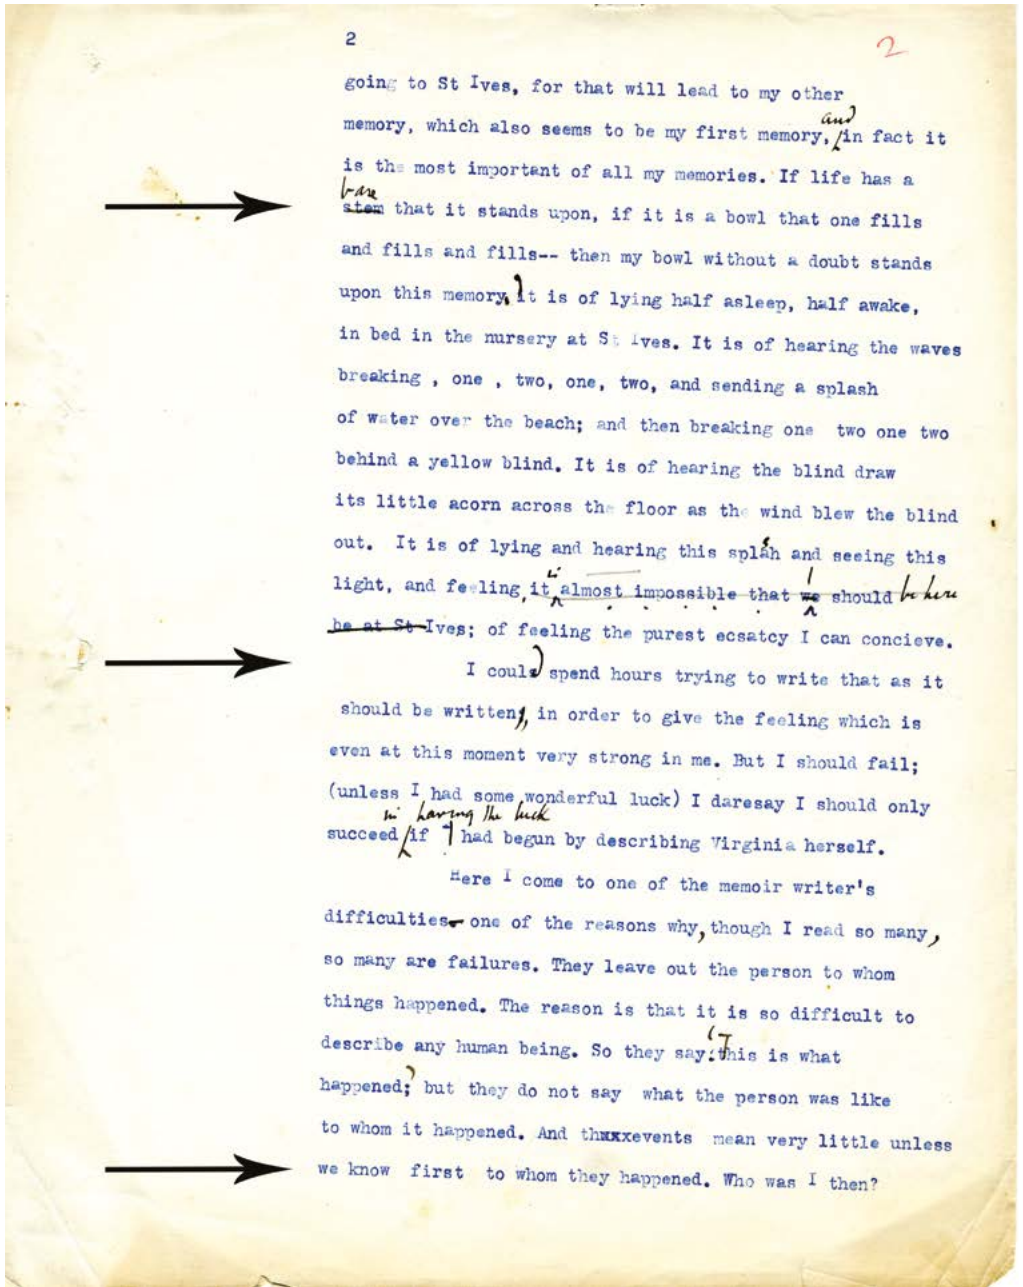 2
2
going to St Ives, for that will lead to my other
and
memory, which also seems to be my first memory, in fact it
is the most important of all my memories. If life has a
base
stem that it stands upon, if it is a bowl that one fills
and fills and fills-- then my bowl without a doubt stands
upon this memory. It is of lying half asleep, half awake,
in bed in the nursery at St Ives. It is of hearing the waves
breaking , one , two, one, two, and sending a splash
of water over the beach; and then breaking one two one two
behind a yellow blind. It is of hearing the blind draw
its little acorn across the floor as the wind blew the blind
out. It is of lying and hearing this splash and seeing this
is I
light, and feeling, it almost impossible that we should be here
be at St Ives; of feeling the purest ecsatcy I can concieve.
I could spend hours trying to write that as it
should be written, in order to give the feeling which is
even at this moment very strong in me. But I should fail;
(unless I had some wonderful luck) I daresay I should only
in having the luck
succeed if I had begun by describing Virginia herself.
Here I come to one of the memoir writer's
difficulties- one of the reasons why, though I read so many,
so many are failures. They leave out the person to whom
things happened. The reason is that it is so difficult to
describe any human being. So they say: 'This is what
happened;' but they do not say what the person was like
to whom it happened. And thxxxevents mean very little unless
we know first to whom they happened. Who was I then?